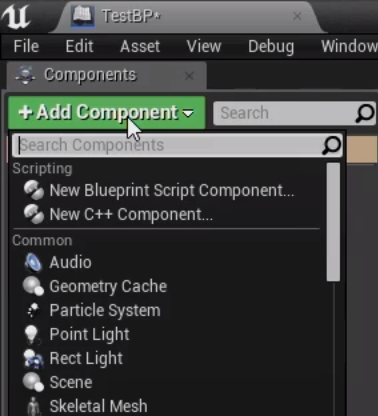 TestBP*
File Edit Asset View Debug Window
Components
+ Add Component Search
Search Components
Scripting
New Blueprint Script Component...
New C++ Component...
Common
Audio
Geometry Cache
Particle System
Point Light
Rect Light
Scene
Skeletal Mesh